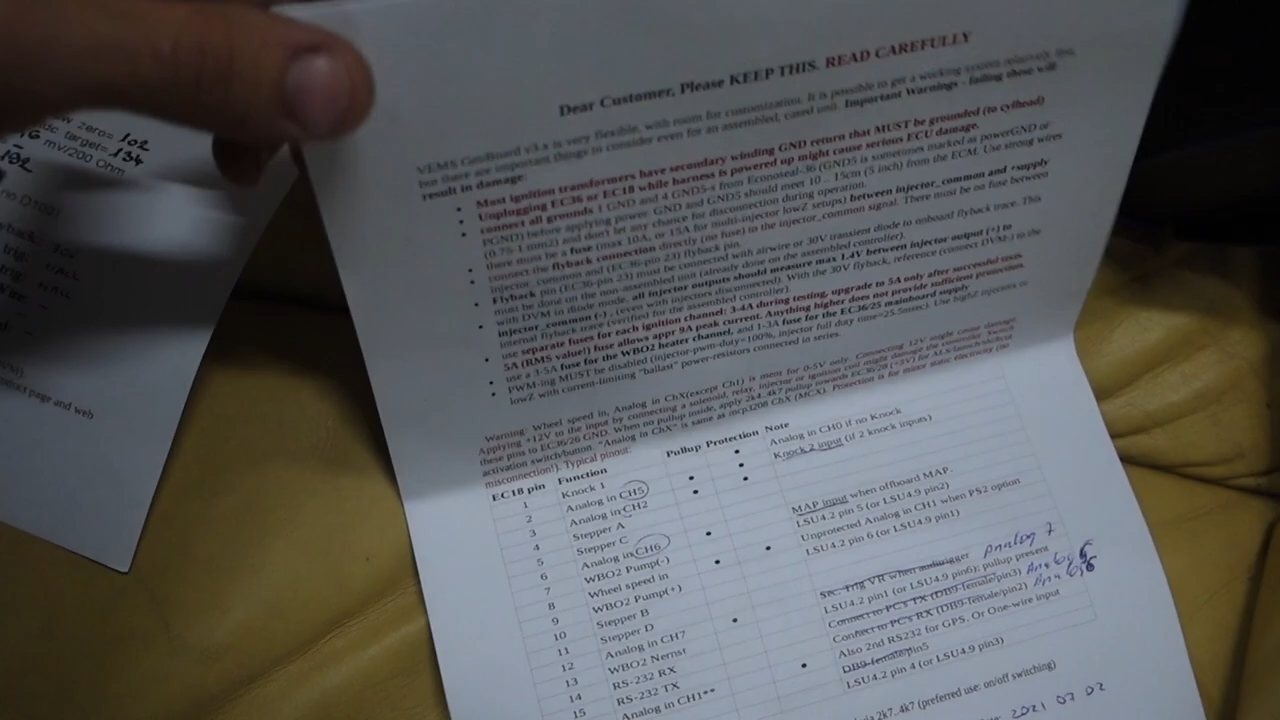 zero= 102
dc target= 134
mV/200 Ohm
page and web
Dear Customer, Please KEEP THIS. READ CAREFULLY
VEMS GenBoard v3.x is very flexible, with room for customization. It is possible to get a working system
but there are important things to consider even for an assembled, cased unit. Important Warnings - failing these will
result in damage:
• Most ignition transformers have secondary winding GND return that MUST be grounded (to cylhead)
• Unplugging EC36 or EC18 while harness is powered up might cause serious ECU damage.
• connect all grounds 1 GND and 4 GND5-s from Econoseal-36 (GND5 is sometimes marked as powerGND or
PGND) before applying power. GND and GND5 should meet 10 .. 15cm (5 inch) from the ECM. Use strong wires
(0.75-1 mm2) and don't let any chance for disconnection during operation.
there must be a fuse (max 10A, or 15A for multi-injector lowZ setups) between injector_common and +supply
• connect the flyback connection directly (no fuse) to the injector_common signal. There must be no fuse between
injector_common and (EC36-pin 23) flyback pin.
• Flyback pin (EC36-pin 23) must be connected with airwire or 30V transient diode to onboard flyback trace. This
must be done on the non-assembled unit (already done on the assembled controller).
• with DVM in diode mode, all injector outputs should measure max 1.4V between injector output (+) to
injector_common (-) , (even with injectors disconnected). With the 30V flyback, reference (connect DVM-) to the
internal flyback trace (verified for the assembled controller).
• use separate fuses for each ignition channel: 3-4A during testing, upgrade to 5A only after successful tests
5A (RMS value!) fuse allows appr 9A peak current. Anything higher does not provide sufficient protection.
• use a 3-5A fuse for the WBO2 heater channel, and 1-3A fuse for the EC36/25 mainboard supply
• PWM-ing MUST be disabled (injector-pwm-duty=100%, injector full duty time=25.5msec). Use highZ injectors or
lowZ with current-limiting "ballast" power-resistors connected in series.
Warning: Wheel speed in, Analog in ChX(except Ch1) is ment for 0-5V only. Connecting 12V might cause damage.
Applying +12V to the input by connecting a solenoid, relay, injector or ignition coil might damage the controller. Switch
these pins to EC36/26 GND. When no pullup inside, apply 2k4..4k7 pullup towards EC36/28 (+5V) for ALS/launch/shiftcut
activation switch/button. "Analog in ChX" is same as mcp3208 ChX (MCX). Protection is for minor static electricity (no
misconnection!). Typical pinout:
EC18 pin Function Pullup Protection Note
1 Knock 1 • Analog in CH0 if no Knock
2 Analog in CH5 • • Knock 2 input (if 2 knock inputs)
3 Analog in CH2 • •
4 Stepper A
5 Stepper C MAP input when offboard MAP.
6 Analog in CH6 • LSU4.2 pin 5 (or LSU4.9 pin2)
7 WBO2 Pump(-) • Unprotected Analog in CH1 when PS2 option
8 Wheel speed in • LSU4.2 pin 6 (or LSU4.9 pin1)
9 WBO2 Pump(+)
10 Stepper B
11 Stepper D Sec. Trig VR when auditrigger Analog 7
12 Analog in CH7 • LSU4.2 pin1 (or LSU4.9 pin6); pullup present
13 WBO2 Nernst Connect to PC's TX (DB9-female/pin3) Analog 5
14 RS-232 RX Connect to PC's RX (DB9-female/pin2) Analog 6
15 RS-232 TX Also 2nd RS232 for GPS. Or One-wire input
Analog in CH1** • DB9-female/pin5
LSU4.2 pin 4 (or LSU4.9 pin3)
2k7..4k7 (preferred use: on/off switching)
2021 07 02